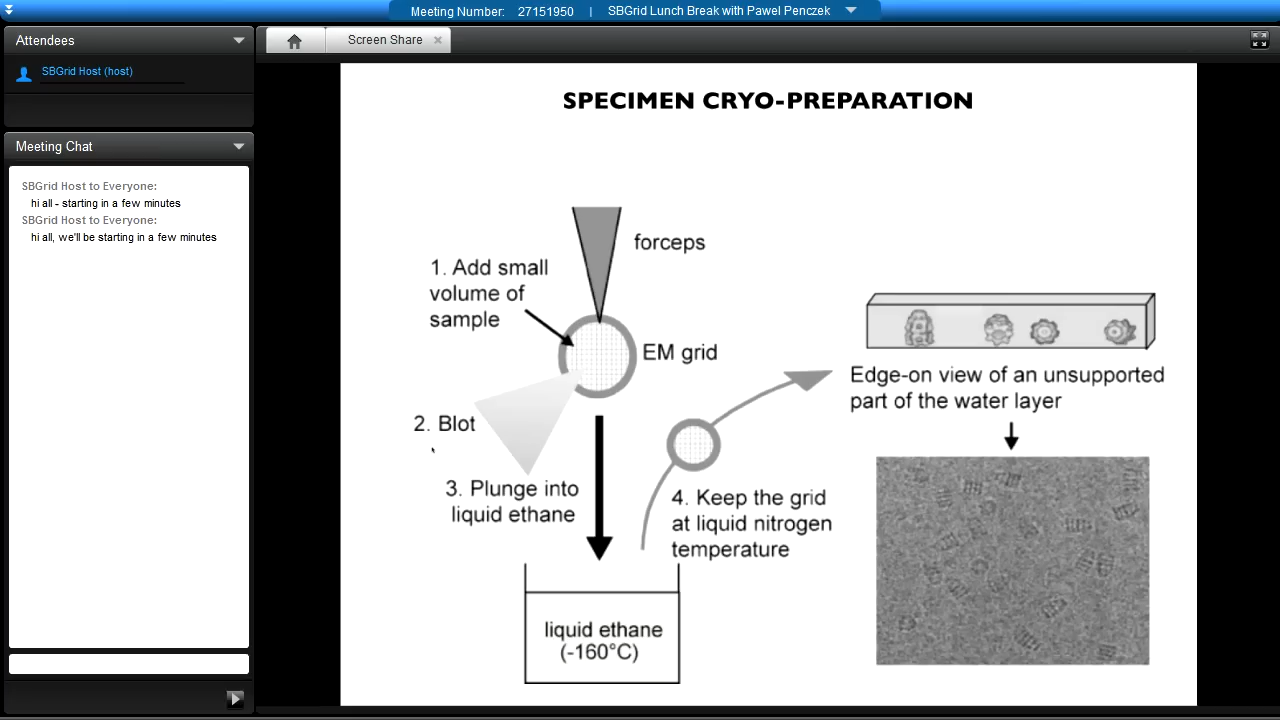 Meeting Number: 27151950 | SBGrid Lunch Break with Pawel Penczek
Attendees
SBGrid Host (host)
Meeting Chat
SBGrid Host to Everyone:
hi all - starting in a few minutes
SBGrid Host to Everyone:
hi all, we'll be starting in a few minutes
Screen Share
SPECIMEN CRYO-PREPARATION
forceps
1. Add small
volume of
sample
EM grid
2. Blot
3. Plunge into
liquid ethane
4. Keep the grid
at liquid nitrogen
temperature
liquid ethane
(-160°C)
Edge-on view of an unsupported
part of the water layer